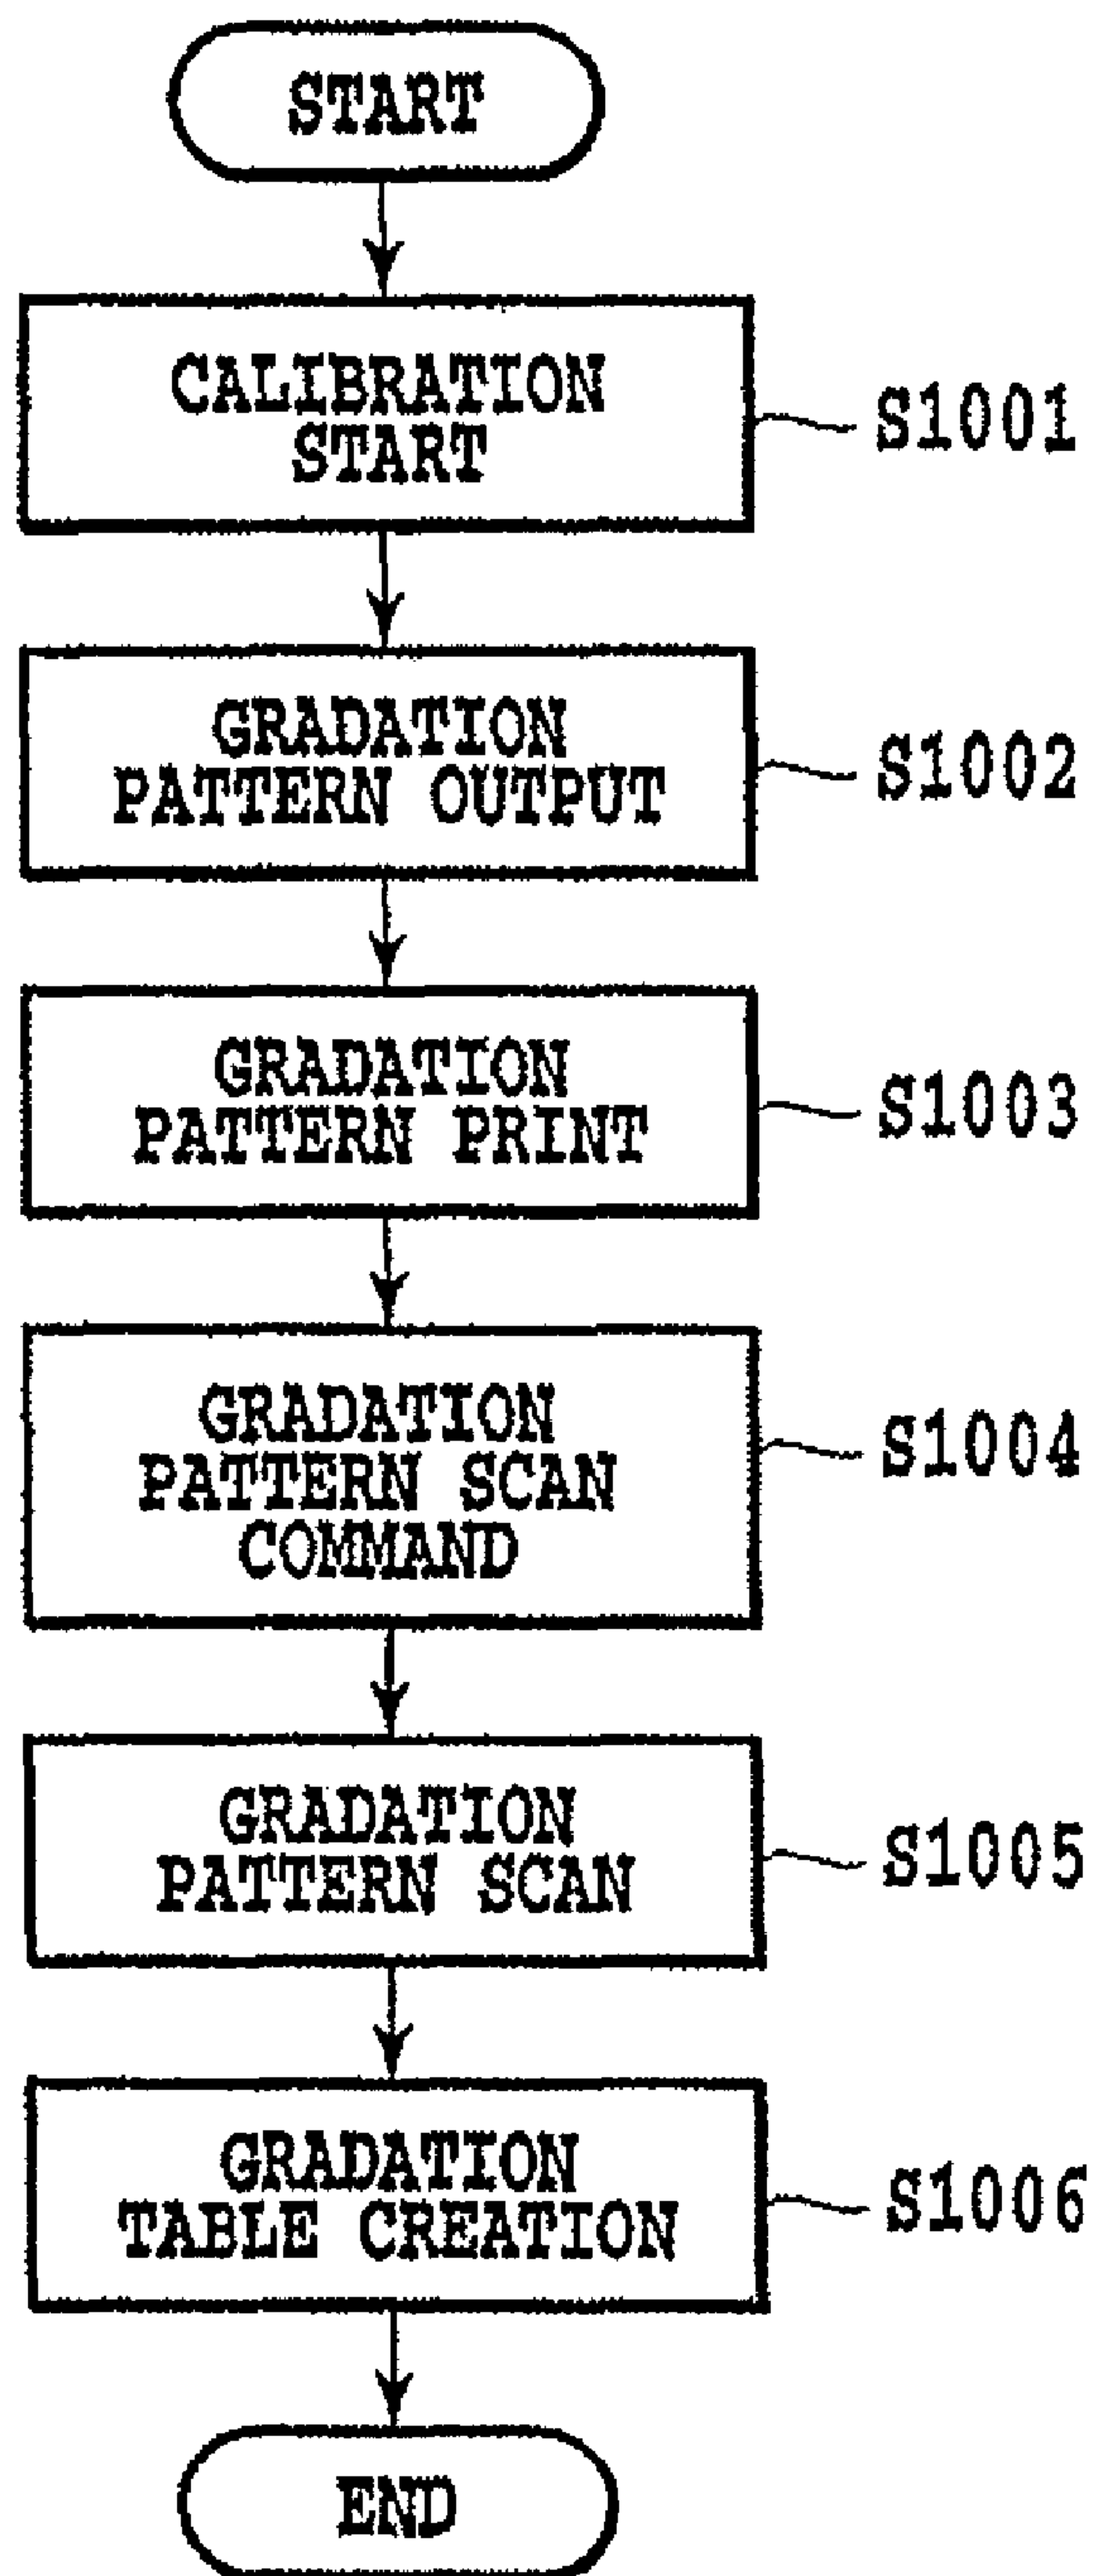 START
CALIBRATION
START
S1001
GRADATION
PATTERN OUTPUT
S1002
GRADATION
PATTERN PRINT
S1003
GRADATION
PATTERN SCAN
COMMAND
S1004
GRADATION
PATTERN SCAN
S1005
GRADATION
TABLE CREATION
S1006
END